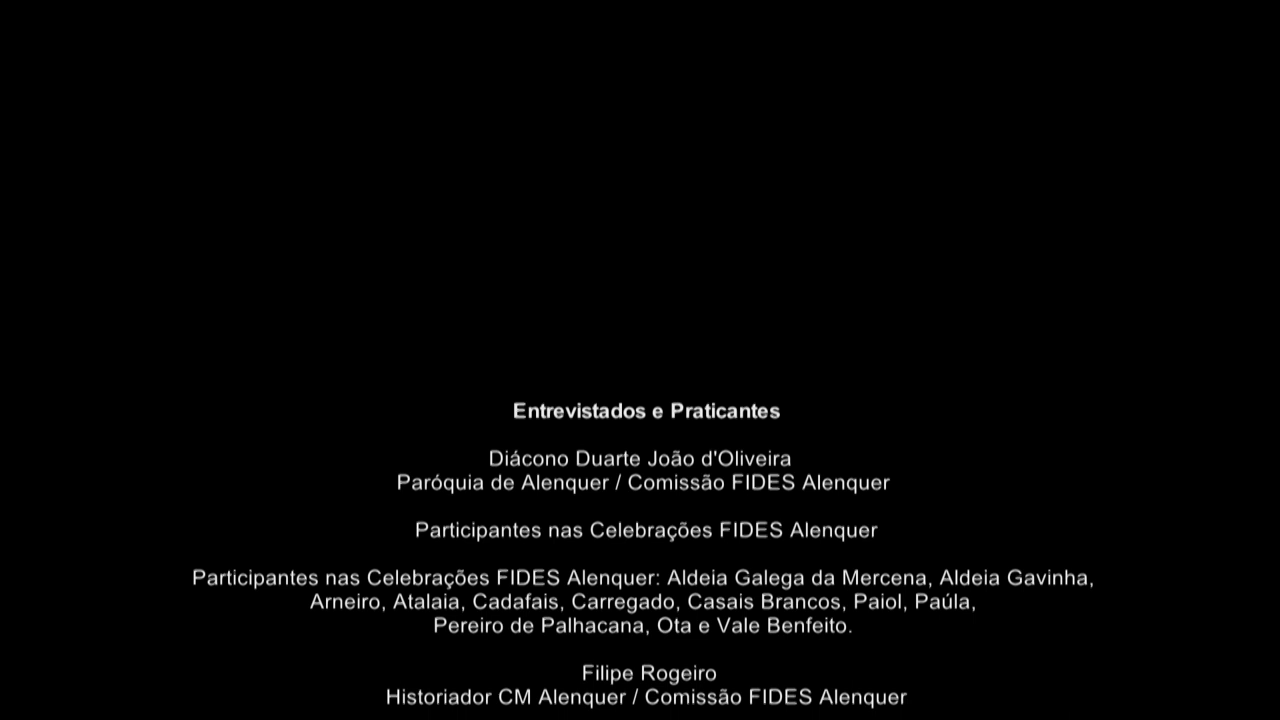 Entrevistados e Praticantes
Diácono Duarte João d'Oliveira
Paróquia de Alenquer / Comissão FIDES Alenquer
Participantes nas Celebrações FIDES Alenquer
Participantes nas Celebrações FIDES Alenquer: Aldeia Galega da Mercena, Aldeia Gavinha,
Arneiro, Atalaia, Cadafais, Carregado, Casais Brancos, Paiol, Paúla,
Pereiro de Palhacana, Ota e Vale Benfeito.
Filipe Rogeiro
Historiador CM Alenquer / Comissão FIDES Alenquer